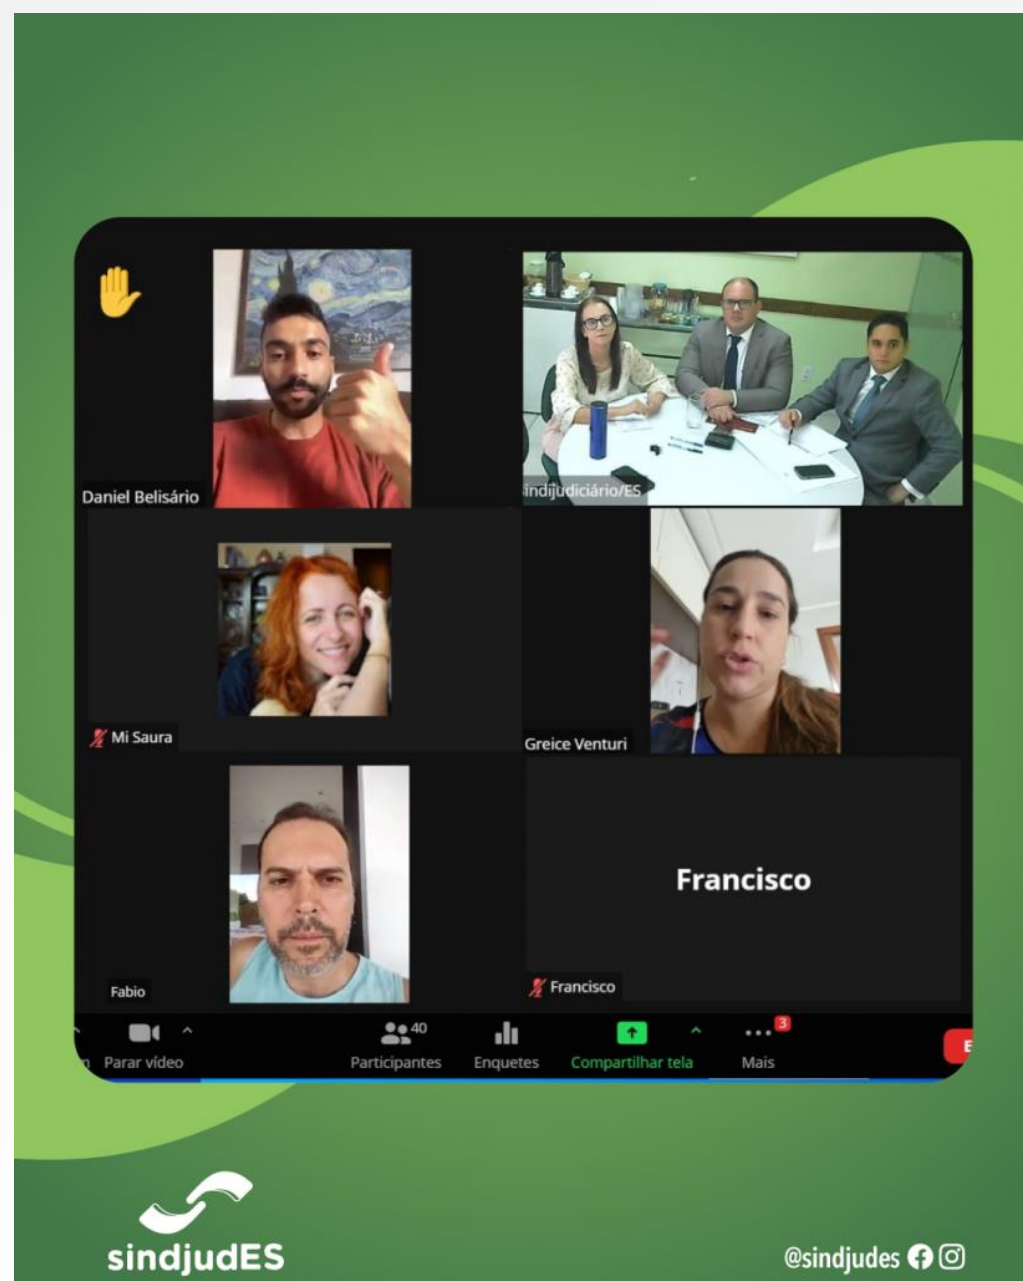 Daniel Belisário
indijudiciário/ES
Mi Saura
Greice Venturi
Fabio
Francisco
Francisco
40
3
Parar vídeo
Participantes
Enquetes
Compartilhar tela
Mais
E
sindjudES
@sindjudes